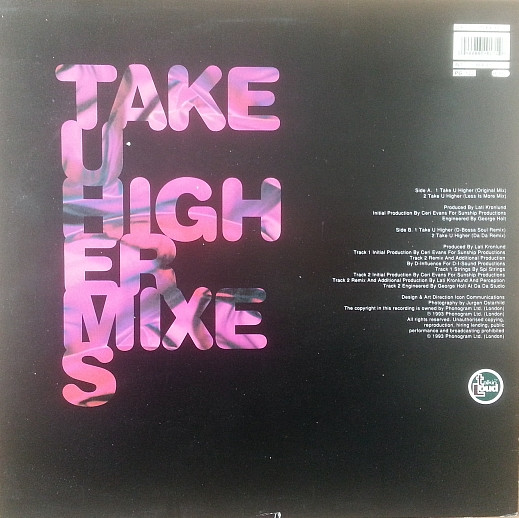 TAKE
U
HIGH
ER
MIXE
S
Side A. 1 Take U Higher (Original Mix)
2 Take U Higher (Less Is More Mix)
Produced By Lati Kronlund
Initial Production By Ceri Evans For Sunship Productions
Engineered By George Holt
Side B. 1 Take U Higher (D-Bossa Soul Remix)
2 Take U Higher (Da Da Remix)
Produced By Lati Kronlund
Track 1 Initial Production By Ceri Evans For Sunship Productions
Track 2 Remix And Additional Production
By D-Influence For D-I-Sound Productions
Track 1 Strings By Spi Strings
Track 2 Initial Production By Ceri Evans For Sunship Productions
Track 2 Remix And Additional Production By Lati Kronlund And Perception
Track 2 Engineered By George Holt At Da Da Studio
Design & Art Direction Icon Communications
Photography by Jurgen Ostarhild
The copyright in this recording is owned by Phonogram Ltd. (London)
℗ 1993 Phonogram Ltd. (London)
All rights reserved. Unauthorised copying,
reproduction, hiring lending, public
performance and broadcasting prohibited
© 1993 Phonogram Ltd. (London)
talkin'
Loud